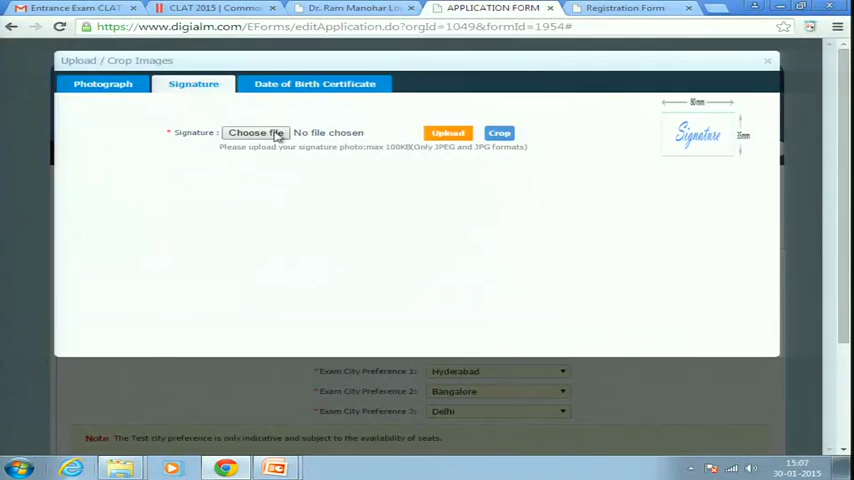 Entrance Exam CLAT
CLAT 2015 | Commo
Dr. Ram Manohar Lo
APPLICATION FORM
Registration Form
https://www.digialm.com/EForms/editApplication.do?orgId=1049&formId=1954#
Upload / Crop Images
Photograph
Signature
Date of Birth Certificate
80mm
* Signature :
Choose file
No file chosen
Upload
Crop
Signature
35mm
Please upload your signature photo:max 100KB(Only JPEG and JPG formats)
* Exam City Preference 1:
Hyderabad
* Exam City Preference 2:
Bangalore
* Exam City Preference 3:
Delhi
Note: The Test city preference is only indicative and subject to the availability of seats.
15:07
30-01-2015